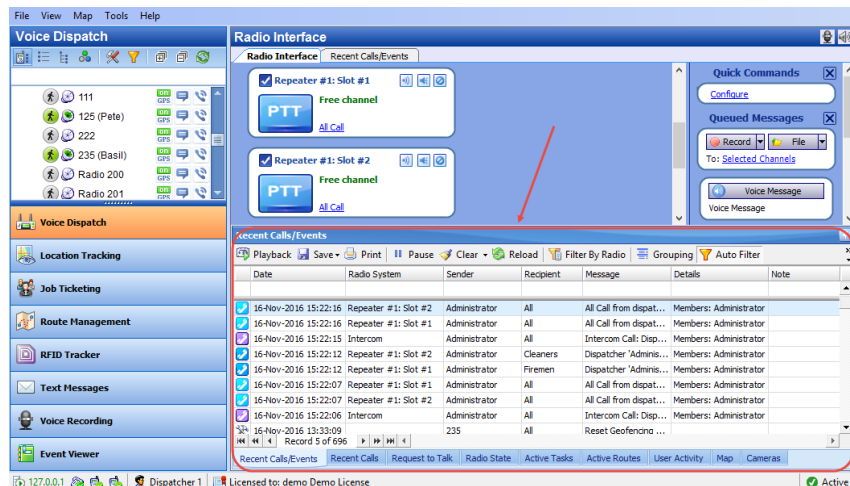 File View Map Tools Help
Voice Dispatch
Radio Interface
Radio Interface Recent Calls/Events
111 on GPS
125 (Pete) on GPS
222 on GPS
235 (Basil) on GPS
Radio 200 on GPS
Radio 201 on GPS
Repeater #1: Slot #1
PTT
Free channel
All Call
Repeater #1: Slot #2
PTT
Free channel
All Call
Quick Commands
Configure
Queued Messages
Record File
To: Selected Channels
Voice Message
Voice Message
Voice Dispatch
Location Tracking
Job Ticketing
Route Management
RFID Tracker
Text Messages
Voice Recording
Event Viewer
Recent Calls/Events
Playback Save Print Pause Clear Reload Filter By Radio Grouping Auto Filter
Date Radio System Sender Recipient Message Details Note
16-Nov-2016 15:22:16 Repeater #1: Slot #2 Administrator All All Call from dispat... Members: Administrator
16-Nov-2016 15:22:16 Repeater #1: Slot #1 Administrator All All Call from dispat... Members: Administrator
16-Nov-2016 15:22:15 Intercom Administrator All Intercom Call: Disp... Members: Administrator
16-Nov-2016 15:22:12 Repeater #1: Slot #2 Administrator Cleaners Dispatcher 'Adminis... Members: Administrator
16-Nov-2016 15:22:12 Repeater #1: Slot #1 Administrator Firemen Dispatcher 'Adminis... Members: Administrator
16-Nov-2016 15:22:07 Repeater #1: Slot #1 Administrator All All Call from dispat... Members: Administrator
16-Nov-2016 15:22:07 Repeater #1: Slot #2 Administrator All All Call from dispat... Members: Administrator
16-Nov-2016 15:22:06 Intercom Administrator All Intercom Call: Disp... Members: Administrator
16-Nov-2016 13:33:09 235 All Reset Geofencing ...
Record 5 of 696
Recent Calls/Events Recent Calls Request to Talk Radio State Active Tasks Active Routes User Activity Map Cameras
127.0.0.1 Dispatcher 1 Licensed to: demo Demo License Active